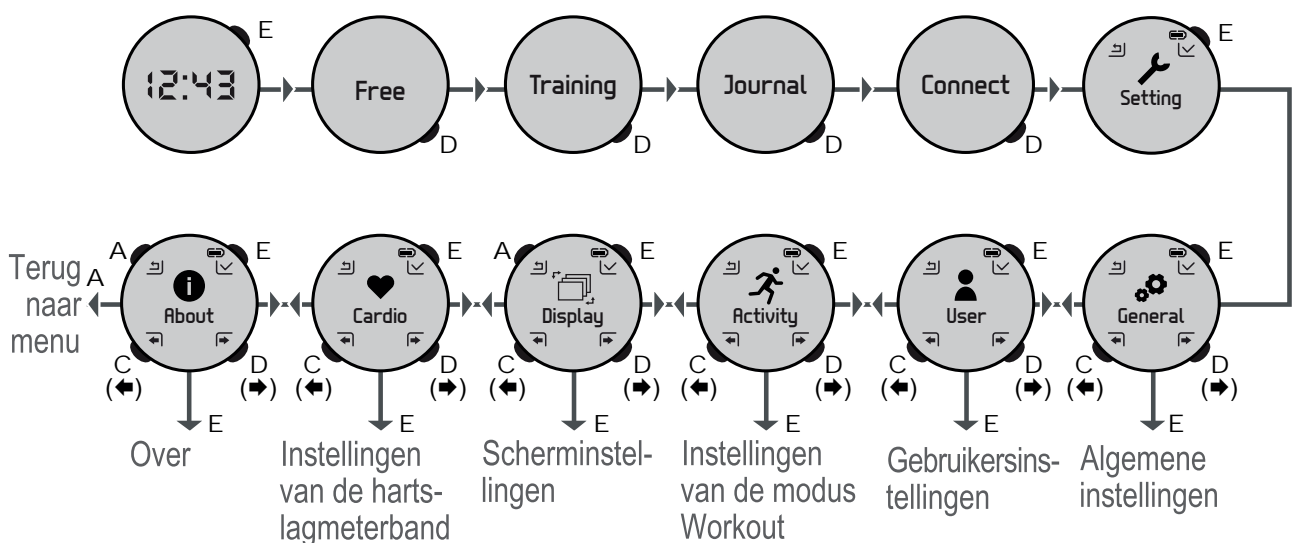 E
12:43
Free
D
Training
D
Journal
D
Connect
D
E
Setting
Terug
naar
menu
A
A
E
About
C
(←)
D
(→)
E
Over
E
Cardio
C
(←)
D
(→)
E
Instellingen
van de harts-
lagmeterband
A
E
Display
C
(←)
D
(→)
E
Scherminstel-
lingen
E
Activity
C
(←)
D
(→)
E
Instellingen
van de modus
Workout
E
User
C
(←)
D
(→)
E
Gebruikersins-
tellingen
E
General
C
(←)
D
(→)
E
Algemene
instellingen